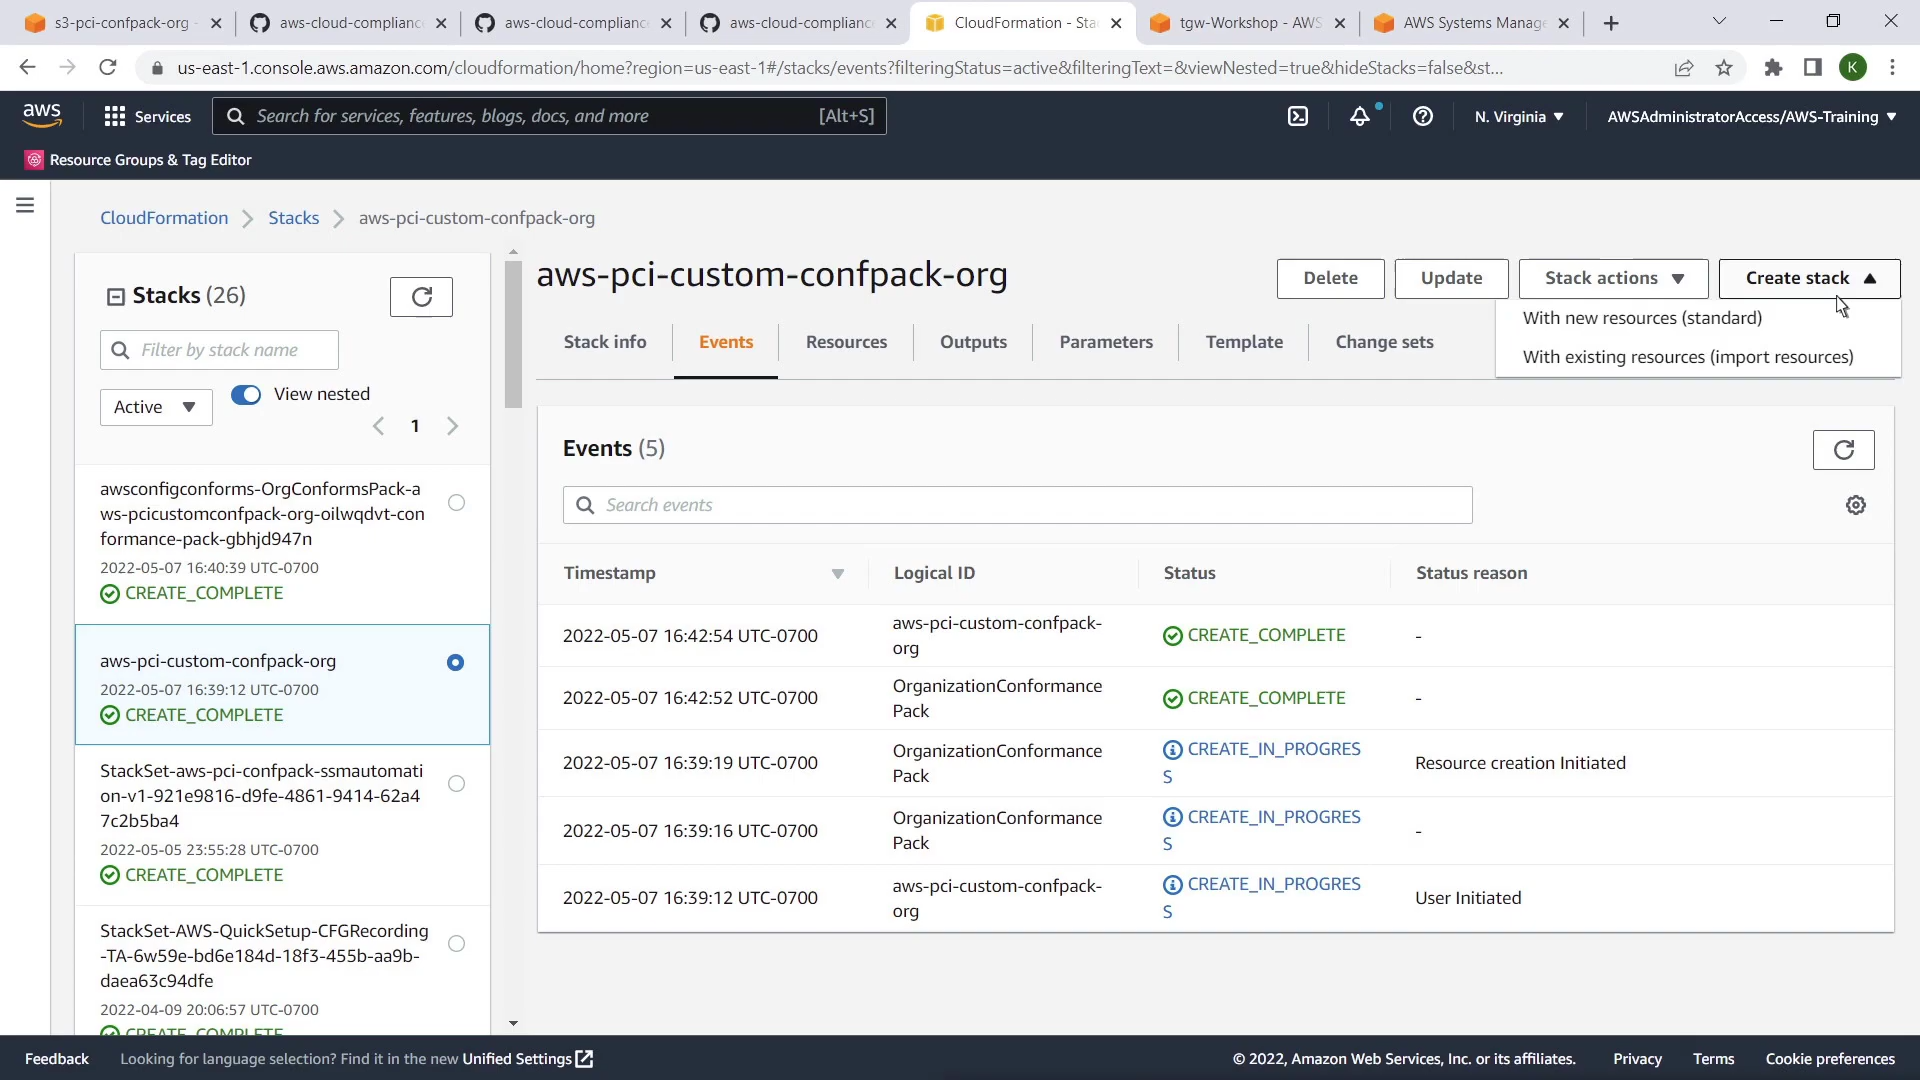 s3-pci-confpack-org -
aws-cloud-compliance
aws-cloud-compliance
aws-cloud-compliance
CloudFormation - Sta
tgw-Workshop - AWS
AWS Systems Manage
us-east-1.console.aws.amazon.com/cloudformation/home?region=us-east-1#/stacks/events?filteringStatus=active&filteringText=&viewNested=true&hideStacks=false&st...
K
aws
Services
Search for services, features, blogs, docs, and more
[Alt+S]
N. Virginia
AWSAdministratorAccess/AWS-Training
Resource Groups & Tag Editor
CloudFormation
Stacks
aws-pci-custom-confpack-org
Stacks (26)
Filter by stack name
Active
View nested
1
awsconfigconforms-OrgConformsPack-a
ws-pcicustomconfpack-org-oilwqdvt-con
formance-pack-gbhjd947n
2022-05-07 16:40:39 UTC-0700
CREATE_COMPLETE
aws-pci-custom-confpack-org
2022-05-07 16:39:12 UTC-0700
CREATE_COMPLETE
StackSet-aws-pci-confpack-ssmautomati
on-v1-921e9816-d9fe-4861-9414-62a4
7c2b5ba4
2022-05-05 23:55:28 UTC-0700
CREATE_COMPLETE
StackSet-AWS-QuickSetup-CFGRecording
-TA-6w59e-bd6e184d-18f3-455b-aa9b-
daea63c94dfe
2022-04-09 20:06:57 UTC-0700
CREATE_COMPLETE
aws-pci-custom-confpack-org
Delete
Update
Stack actions
Create stack
With new resources (standard)
With existing resources (import resources)
Stack info
Events
Resources
Outputs
Parameters
Template
Change sets
Events (5)
Search events
Timestamp
Logical ID
Status
Status reason
2022-05-07 16:42:54 UTC-0700
aws-pci-custom-confpack-
org
CREATE_COMPLETE
-
2022-05-07 16:42:52 UTC-0700
OrganizationConformance
Pack
CREATE_COMPLETE
-
2022-05-07 16:39:19 UTC-0700
OrganizationConformance
Pack
CREATE_IN_PROGRES
S
Resource creation Initiated
2022-05-07 16:39:16 UTC-0700
OrganizationConformance
Pack
CREATE_IN_PROGRES
S
-
2022-05-07 16:39:12 UTC-0700
aws-pci-custom-confpack-
org
CREATE_IN_PROGRES
S
User Initiated
Feedback
Looking for language selection? Find it in the new Unified Settings
© 2022, Amazon Web Services, Inc. or its affiliates.
Privacy
Terms
Cookie preferences